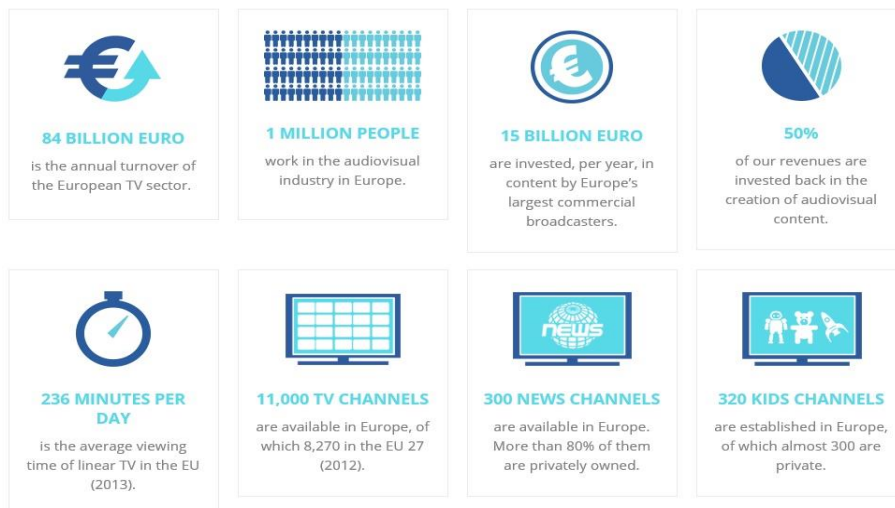 84 BILLION EURO
is the annual turnover of
the European TV sector.
1 MILLION PEOPLE
work in the audiovisual
industry in Europe.
15 BILLION EURO
are invested, per year, in
content by Europe's
largest commercial
broadcasters.
50%
of our revenues are
invested back in the
creation of audiovisual
content.
236 MINUTES PER
DAY
is the average viewing
time of linear TV in the EU
(2013).
11,000 TV CHANNELS
are available in Europe, of
which 8,270 in the EU 27
(2012).
NEWS
300 NEWS CHANNELS
are available in Europe.
More than 80% of them
are privately owned.
320 KIDS CHANNELS
are established in Europe,
of which almost 300 are
private.